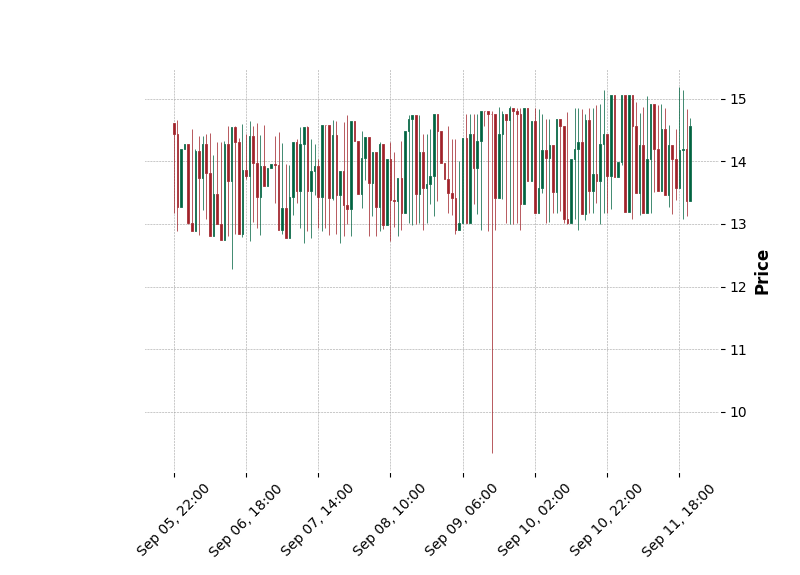 15
14
13
12
11
10
Price
Sep 05, 22:00
Sep 06, 18:00
Sep 07, 14:00
Sep 08, 10:00
Sep 09, 06:00
Sep 10, 02:00
Sep 10, 22:00
Sep 11, 18:00